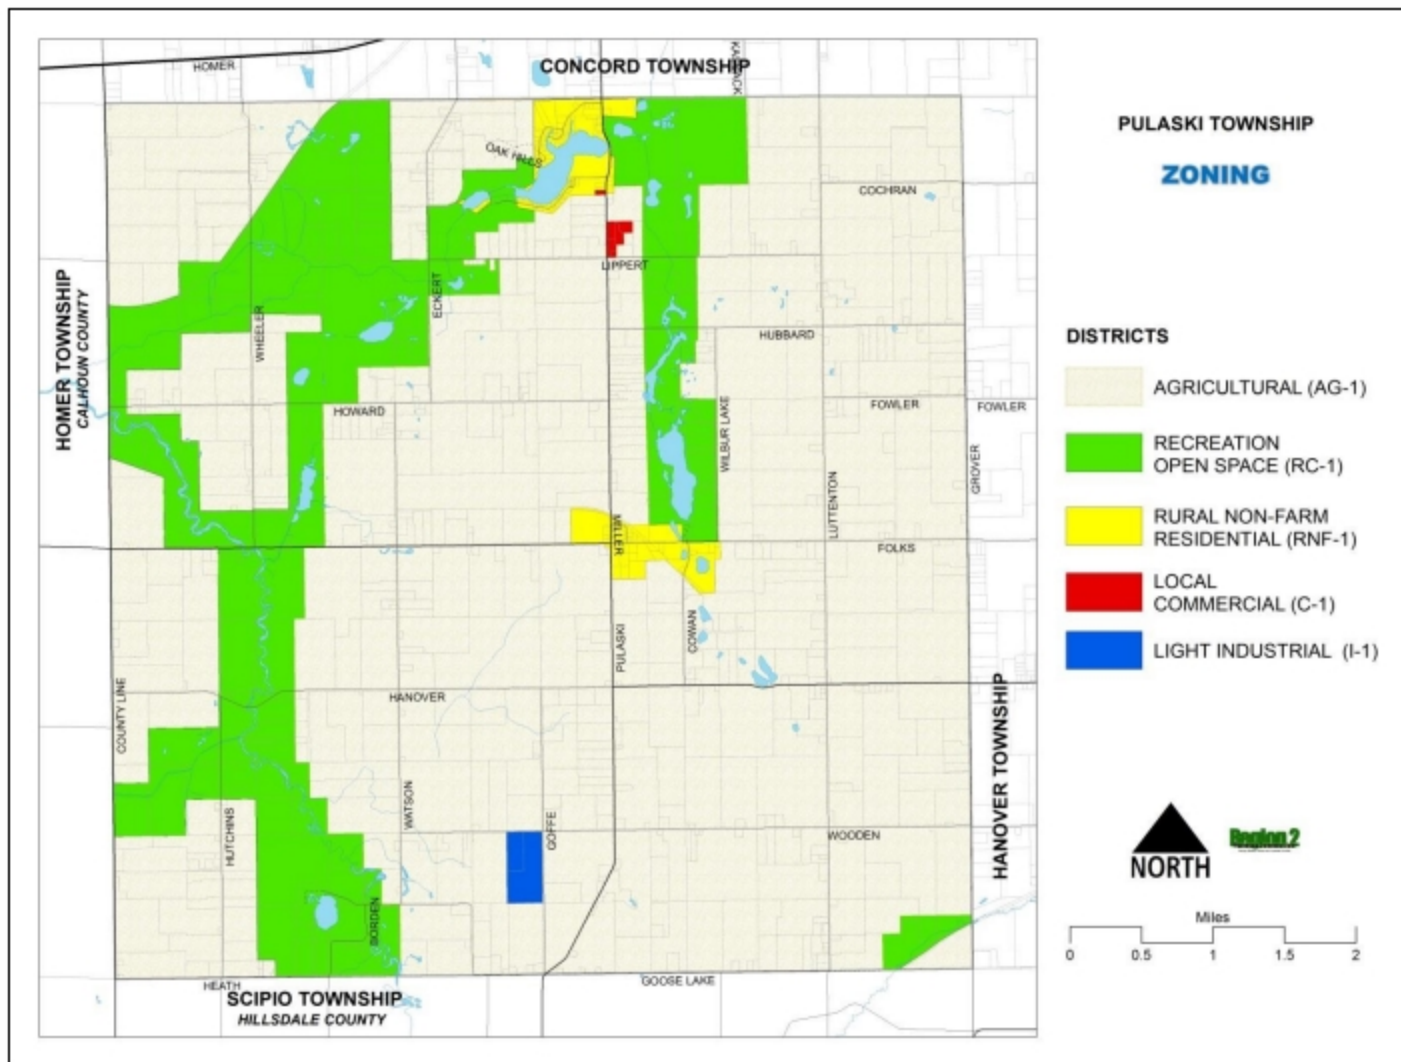 HOMER
CONCORD TOWNSHIP
KARMACK
PULASKI TOWNSHIP
ZONING
OAK HILLS
COCHRAN
LIPPERT
HOMER TOWNSHIP
CALHOUN COUNTY
ECKERT
WHEELER
HUBBARD
DISTRICTS
AGRICULTURAL (AG-1)
RECREATION
OPEN SPACE (RC-1)
RURAL NON-FARM
RESIDENTIAL (RNF-1)
LOCAL
COMMERCIAL (C-1)
LIGHT INDUSTRIAL (I-1)
HOWARD
FOWLER
FOWLER
WILBUR LAKE
GROVER
LUTTENTON
MILLER
FOLKS
PULASKI
COWAN
HANOVER
COUNTY LINE
HANOVER TOWNSHIP
WATSON
HUTCHINS
GOFFE
WOODEN
NORTH
Region 2
BORDEN
Miles
0 0.5 1 1.5 2
HEATH
GOOSE LAKE
SCIPIO TOWNSHIP
HILLSDALE COUNTY